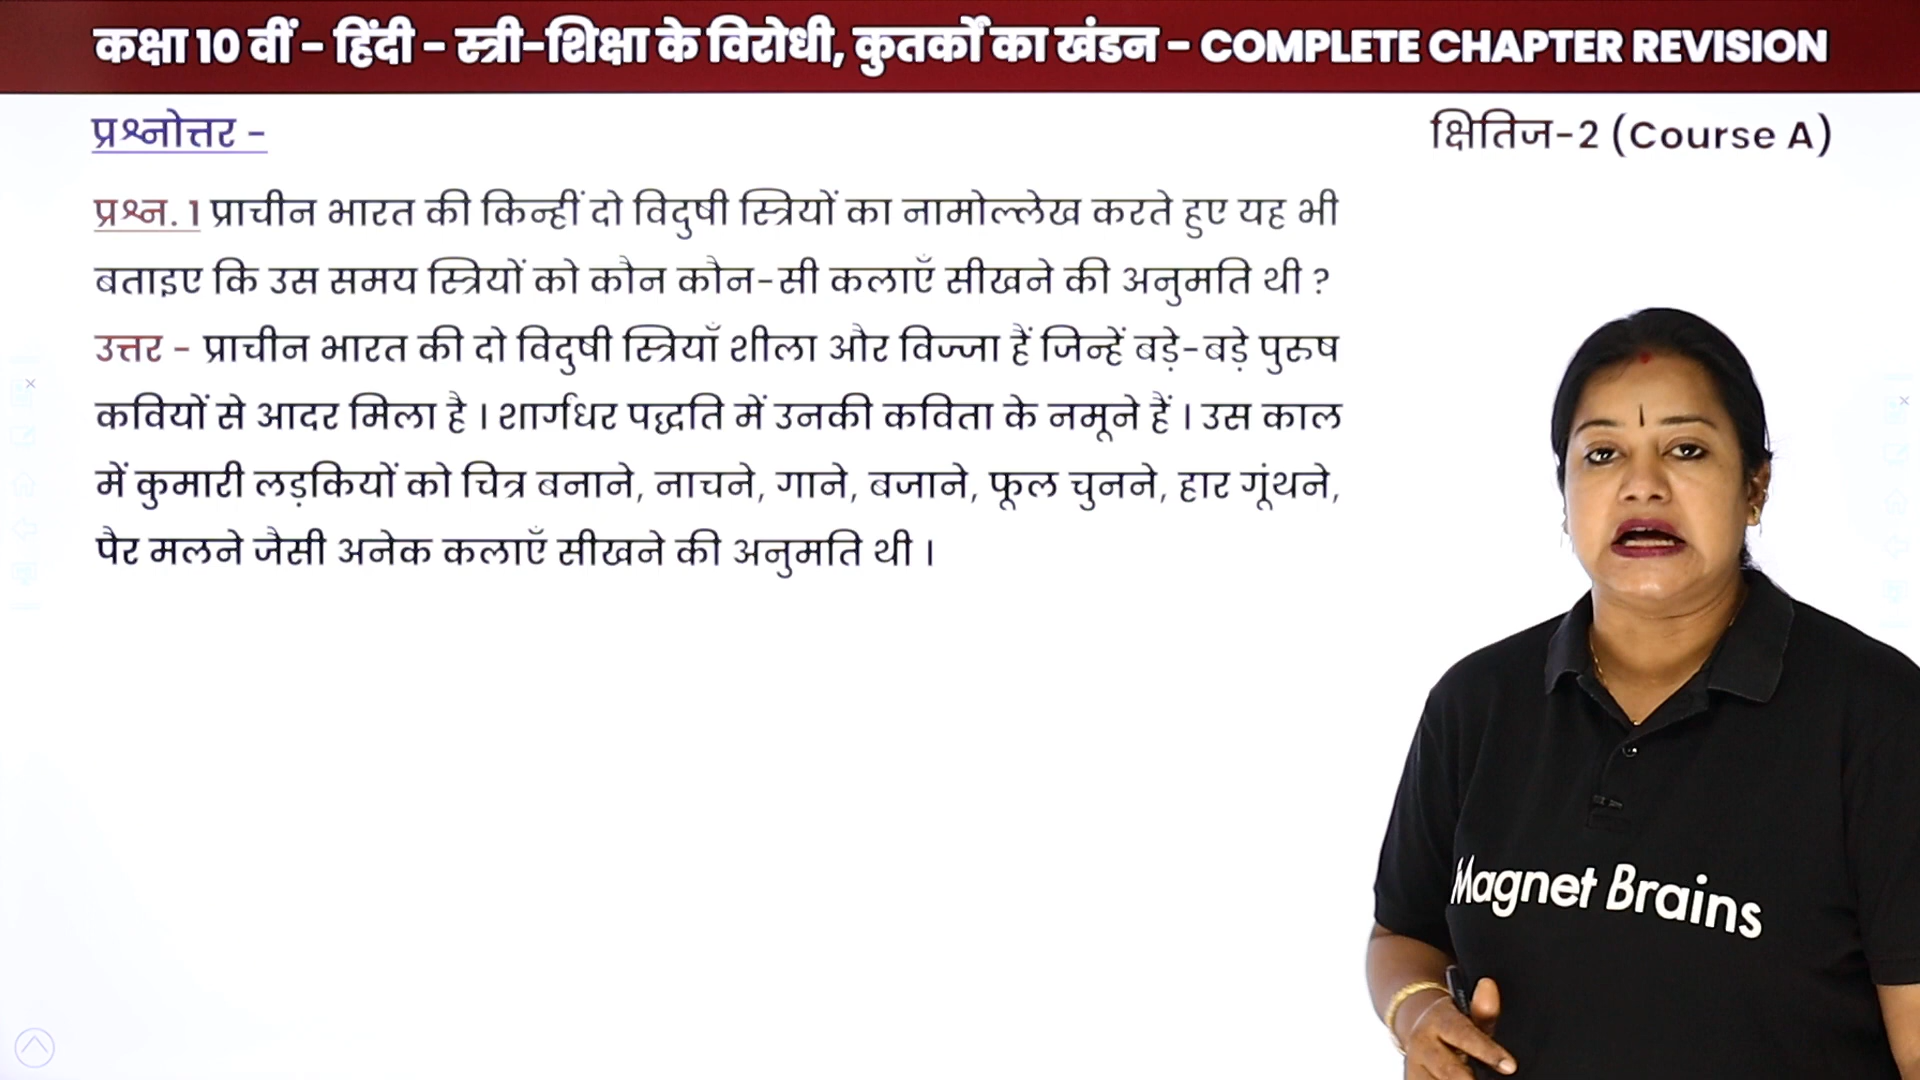 कक्षा 10 वीं – हिंदी – स्त्री-शिक्षा के विरोधी, कुतर्कों का खंडन – COMPLETE CHAPTER REVISION
प्रश्नोत्तर -
क्षितिज-2 (Course A)
प्रश्न. 1 प्राचीन भारत की किन्हीं दो विदुषी स्त्रियों का नामोल्लेख करते हुए यह भी
बताइए कि उस समय स्त्रियों को कौन कौन-सी कलाएँ सीखने की अनुमति थी ?
उत्तर - प्राचीन भारत की दो विदुषी स्त्रियाँ शीला और विज्जा हैं जिन्हें बड़े-बड़े पुरुष
कवियों से आदर मिला है । शार्गधर पद्धति में उनकी कविता के नमूने हैं । उस काल
में कुमारी लड़कियों को चित्र बनाने, नाचने, गाने, बजाने, फूल चुनने, हार गूंथने,
पैर मलने जैसी अनेक कलाएँ सीखने की अनुमति थी ।
Magnet Brains